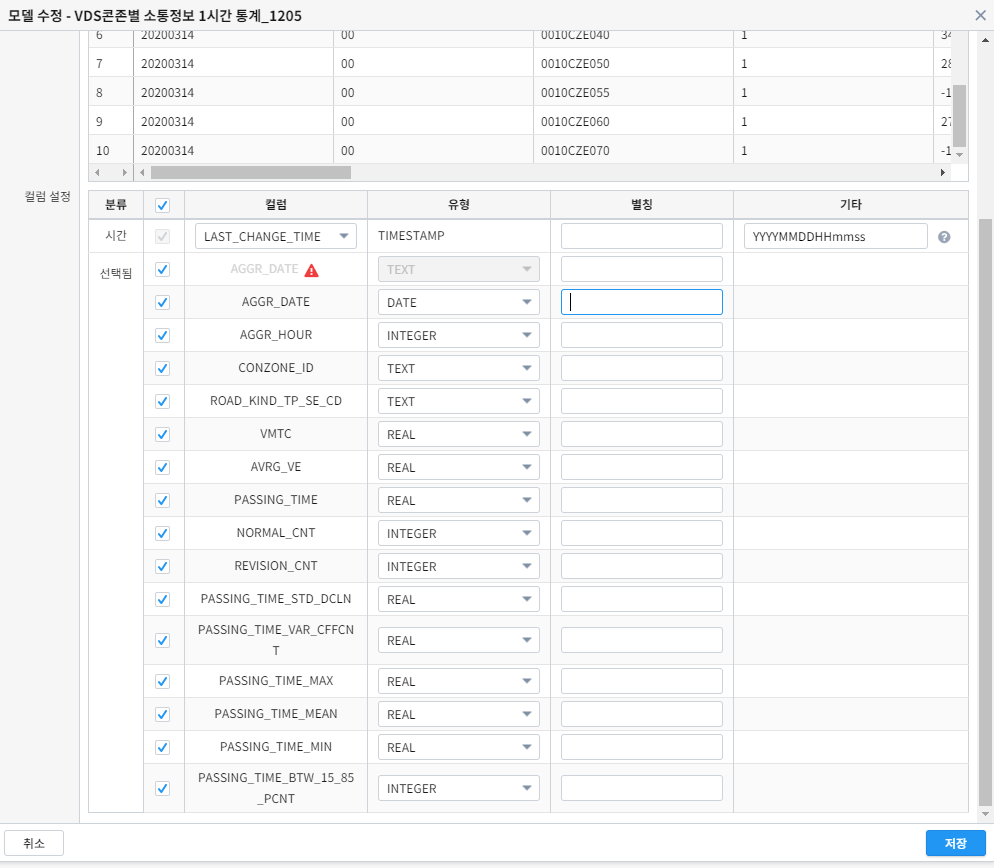 모델 수정 - VDS콘존별 소통정보 1시간 통계_1205
6 20200314 00 0010CZE040 1 34
7 20200314 00 0010CZE050 1 28
8 20200314 00 0010CZE055 1 -1
9 20200314 00 0010CZE060 1 27
10 20200314 00 0010CZE070 1 -1
컬럼 설정
분류 컬럼 유형 별칭 기타
시간 LAST_CHANGE_TIME TIMESTAMP YYYYMMDDHHmmss ?
선택됨 AGGR_DATE TEXT
AGGR_DATE DATE
AGGR_HOUR INTEGER
CONZONE_ID TEXT
ROAD_KIND_TP_SE_CD TEXT
VMTC REAL
AVRG_VE REAL
PASSING_TIME REAL
NORMAL_CNT INTEGER
REVISION_CNT INTEGER
PASSING_TIME_STD_DCLN REAL
PASSING_TIME_VAR_CFFCN
T REAL
PASSING_TIME_MAX REAL
PASSING_TIME_MEAN REAL
PASSING_TIME_MIN REAL
PASSING_TIME_BTW_15_85
_PCNT INTEGER
취소 저장